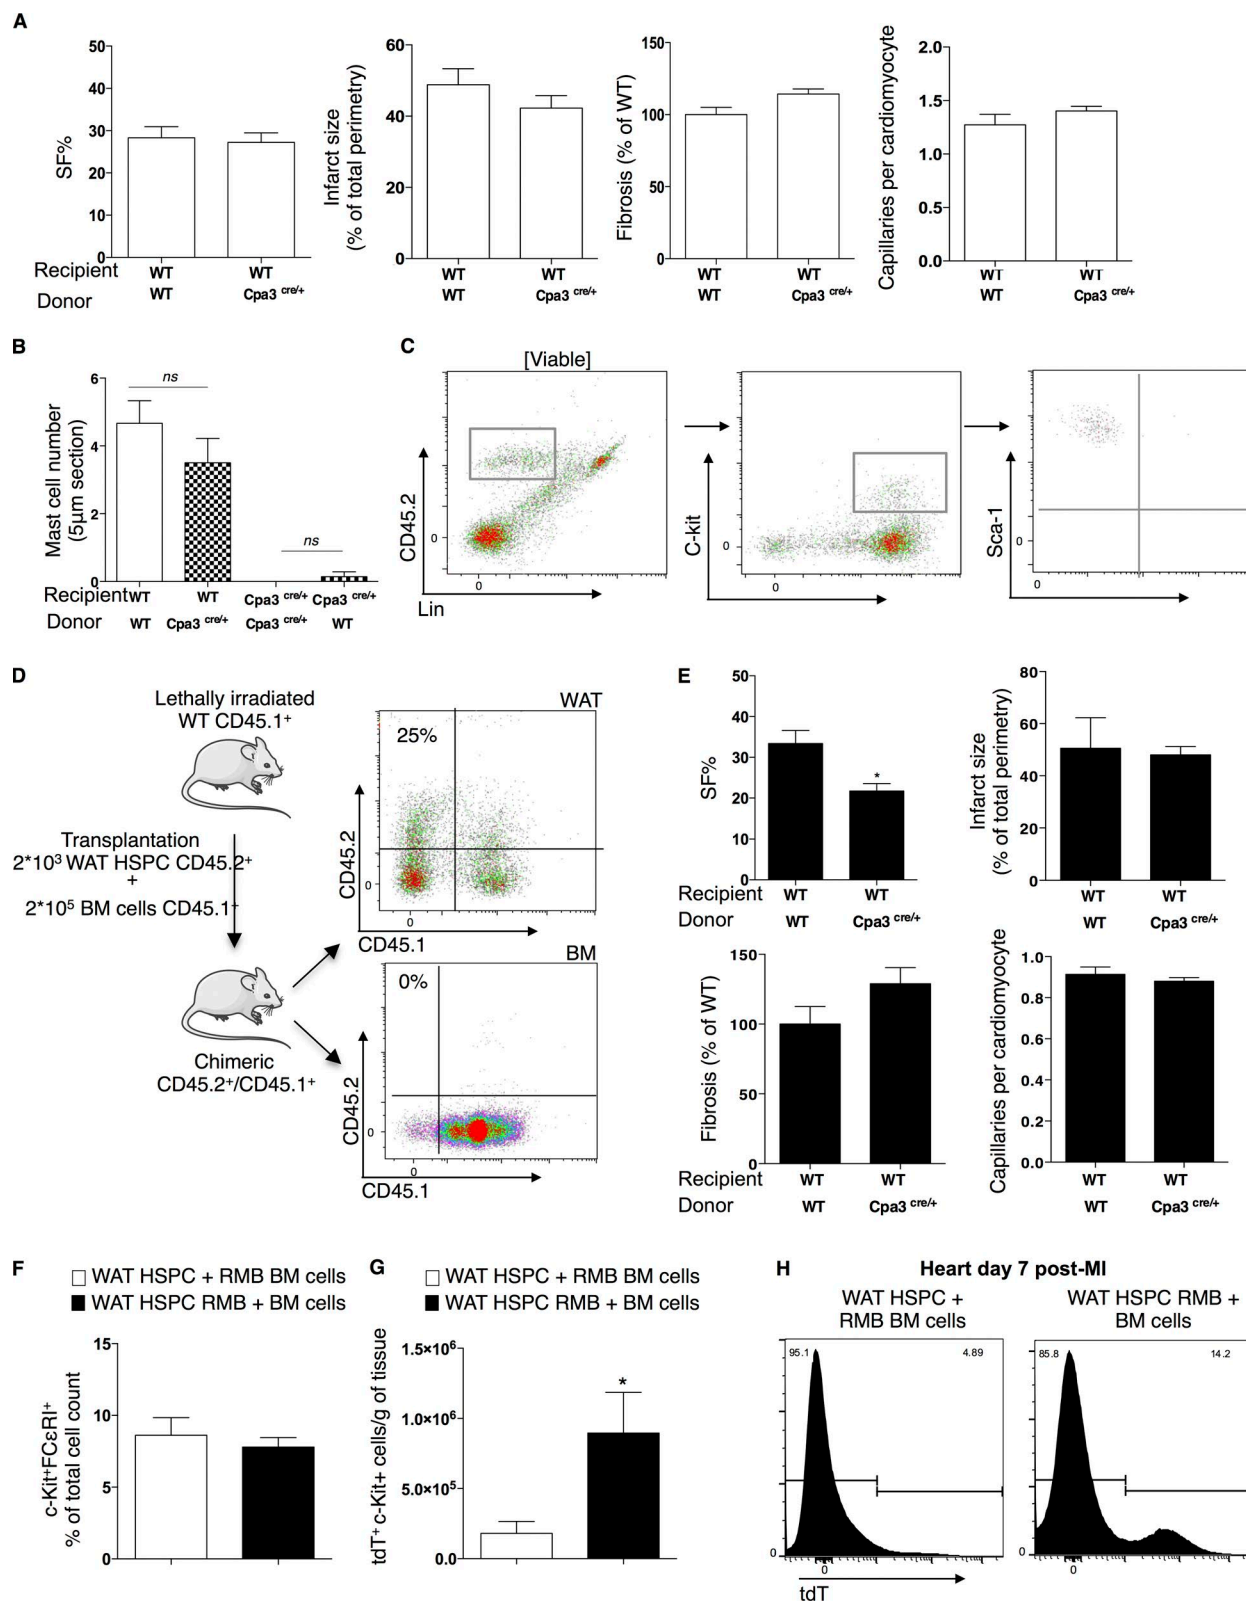 A
SF%
50
40
30
20
10
0
Recipient WT WT
Donor WT Cpa3 cre/+
Infarct size
(% of total perimetry)
60
40
20
0
WT WT
WT Cpa3 cre/+
Fibrosis (% of WT)
150
100
50
0
WT WT
WT Cpa3 cre/+
Capillaries per cardiomyocyte
2.0
1.5
1.0
0.5
0.0
WT WT
WT Cpa3 cre/+
B
Mast cell number
(5µm section)
6
4
2
0
ns
ns
Recipient WT WT Cpa3 cre/+ Cpa3 cre/+
Donor WT Cpa3 cre/+ Cpa3 cre/+ WT
C
[Viable]
CD45.2
0
0
Lin
C-kit
0
0
Sca-1
0
0
D
Lethally irradiated
WT CD45.1+
Transplantation
2*10³ WAT HSPC CD45.2+
+
2*10⁵ BM cells CD45.1+
Chimeric
CD45.2+/CD45.1+
WAT
25%
CD45.2
0
0
CD45.1
BM
0%
CD45.2
0
0
CD45.1
E
SF%
50
40
30
20
10
0
*
Recipient WT WT
Donor WT Cpa3 cre/+
Infarct size
(% of total perimetry)
80
60
40
20
0
WT WT
WT Cpa3 cre/+
Fibrosis (% of WT)
150
100
50
0
Recipient WT WT
Donor WT Cpa3 cre/+
Capillaries per cardiomyocyte
1.0
0.8
0.6
0.4
0.2
0.0
WT WT
WT Cpa3 cre/+
F
WAT HSPC + RMB BM cells
WAT HSPC RMB + BM cells
c-Kit+FCεRI+
% of total cell count
15
10
5
0
G
WAT HSPC + RMB BM cells
WAT HSPC RMB + BM cells
tdT+ c-Kit+ cells/g of tissue
1.5×10⁶
1.0×10⁶
5.0×10⁵
0.0
*
H
Heart day 7 post-MI
WAT HSPC +
RMB BM cells
95.1
4.89
0
0
tdT
WAT HSPC RMB +
BM cells
85.8
14.2
0
0